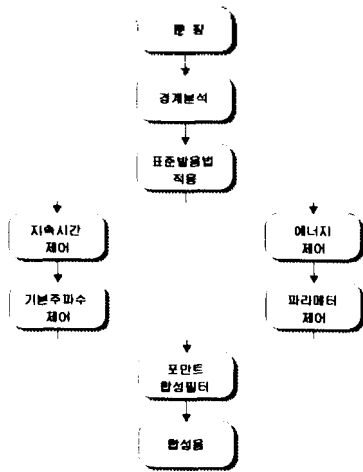 문 장
경계분석
표준발음법
적용
지속시간
제어
에너지
제어
기본주파수
제어
파라메터
제어
포만트
합성필터
합성음